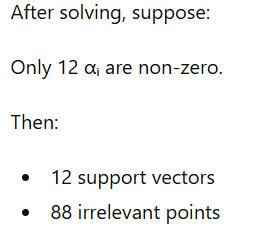 After solving, suppose:
Only 12 αᵢ are non-zero.
Then:
• 12 support vectors
• 88 irrelevant points